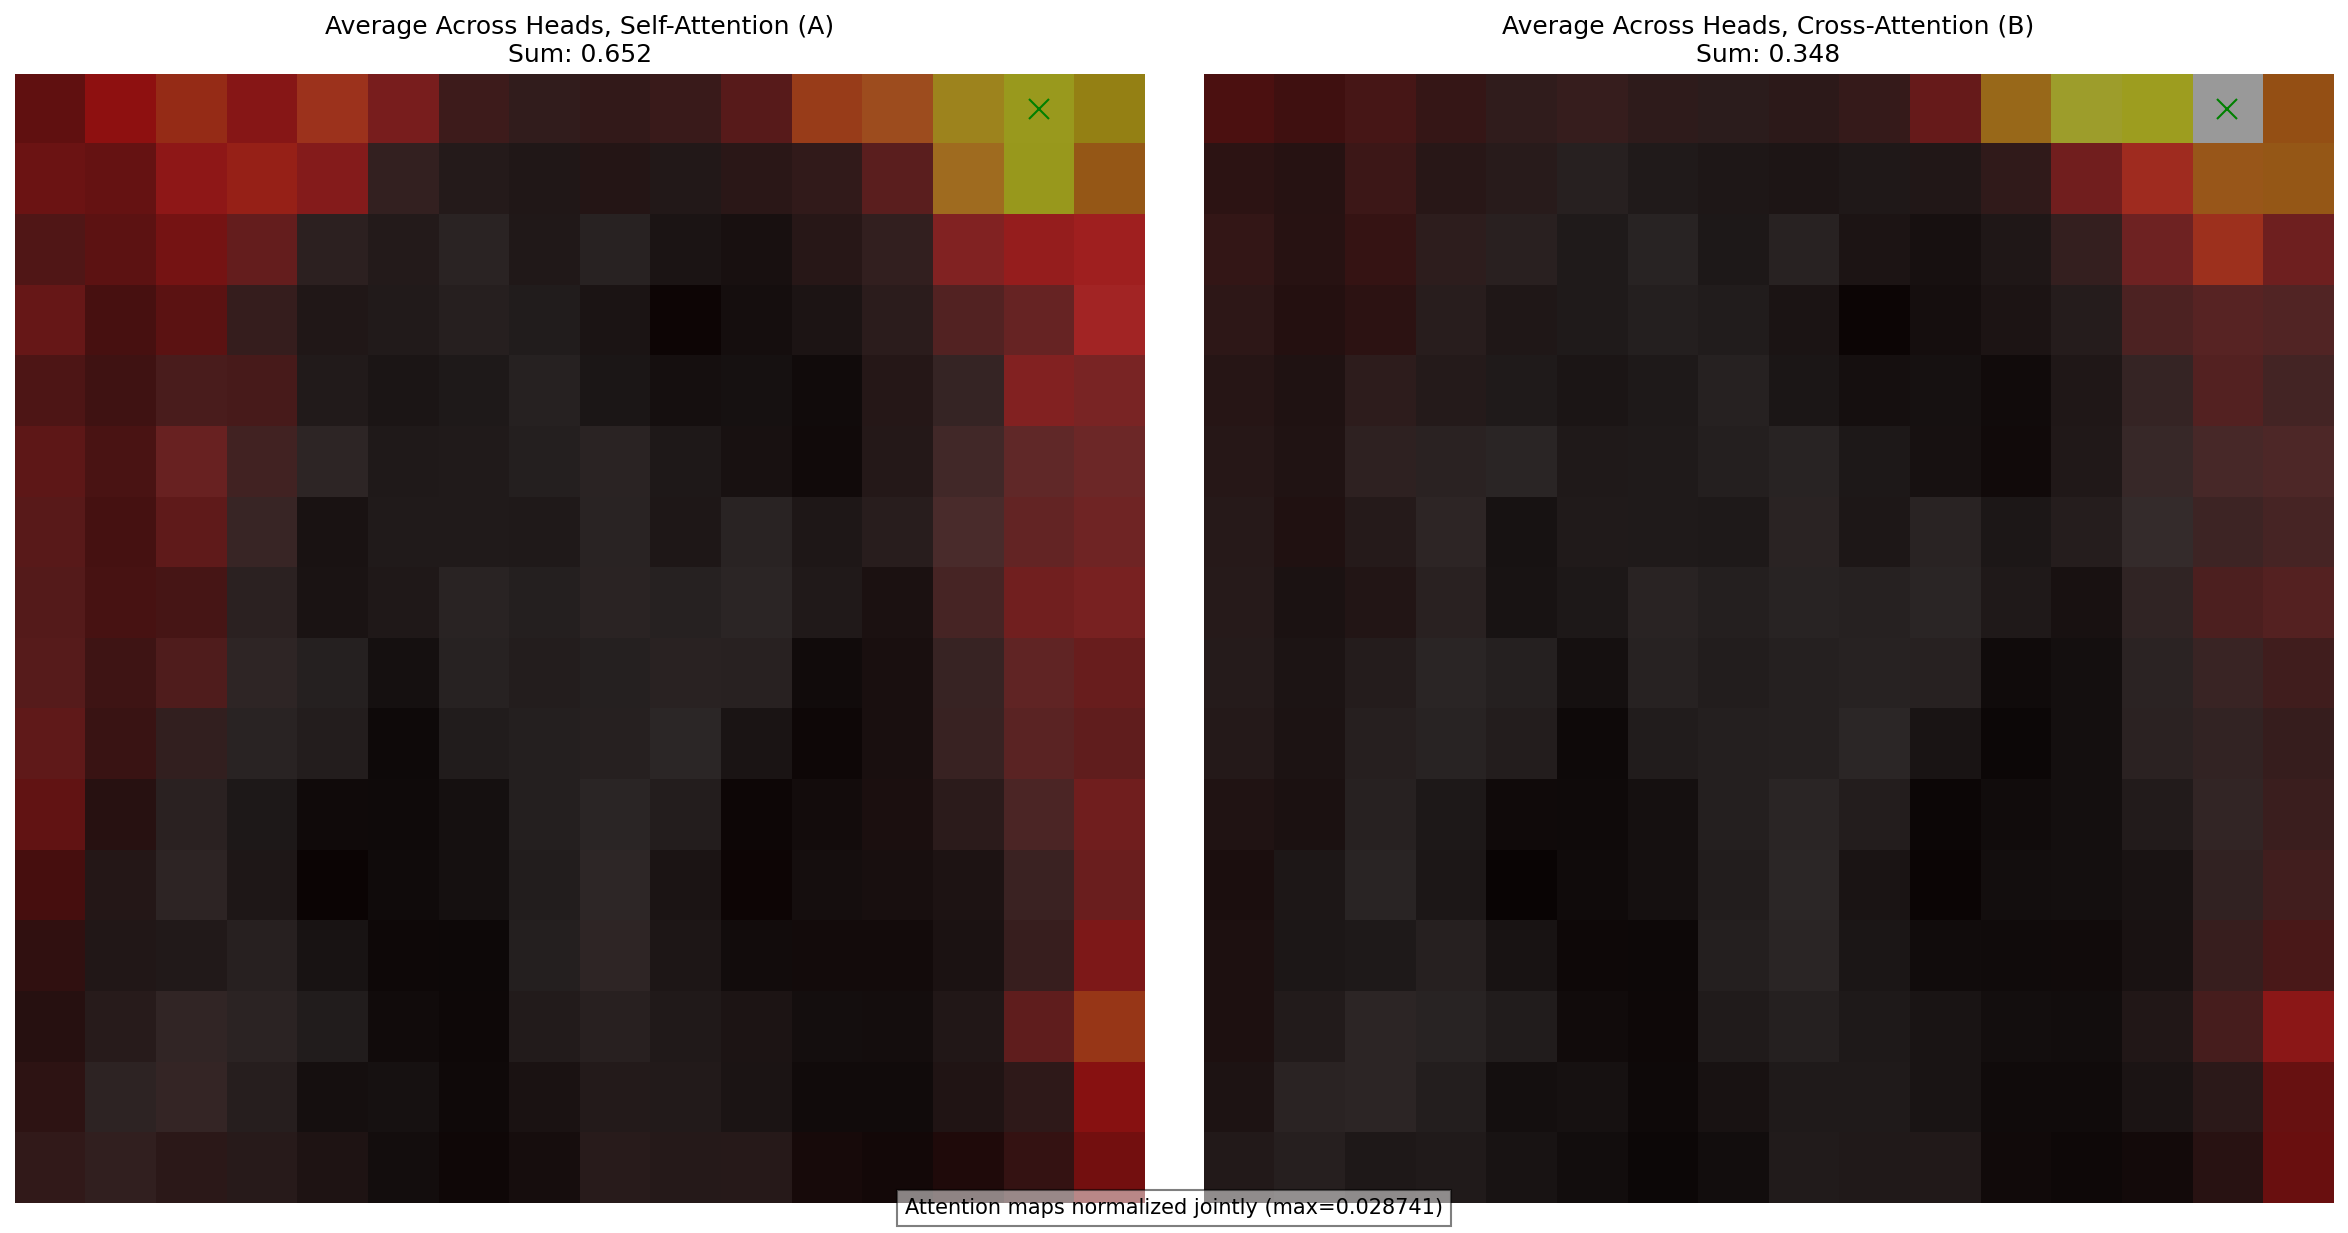 Average Across Heads, Self-Attention (A)
Sum: 0.652
Average Across Heads, Cross-Attention (B)
Sum: 0.348
Attention maps normalized jointly (max=0.028741)